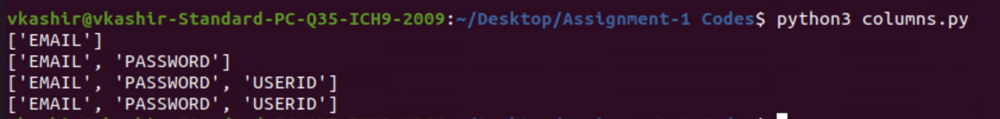 vkashir@vkashir-Standard-PC-Q35-ICH9-2009:~/Desktop/Assignment-1 Codes$ python3 columns.py
['EMAIL']
['EMAIL', 'PASSWORD']
['EMAIL', 'PASSWORD', 'USERID']
['EMAIL', 'PASSWORD', 'USERID']